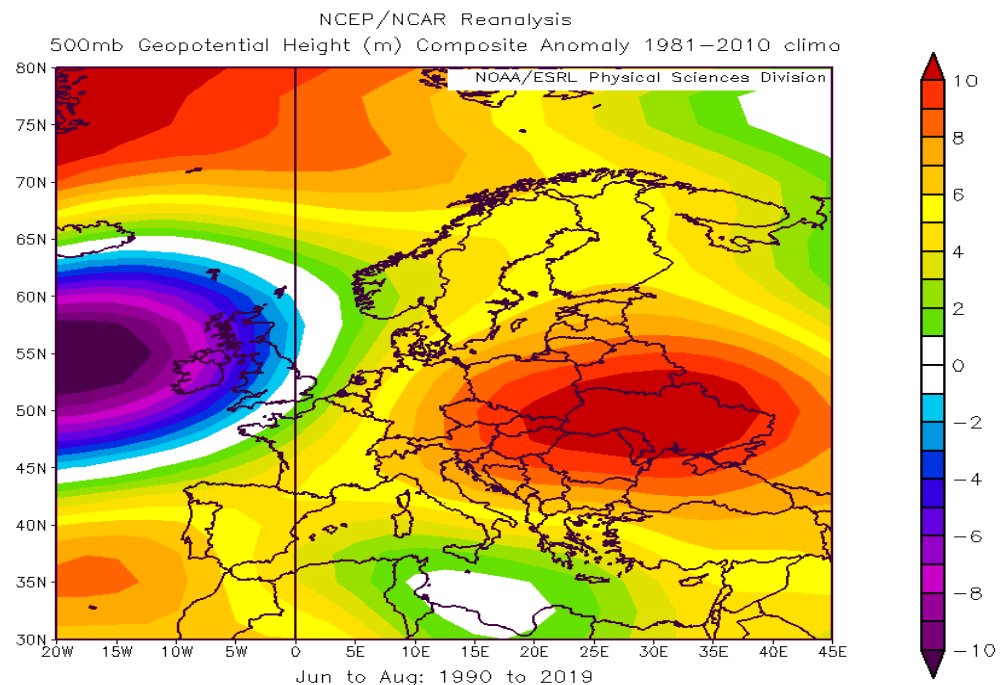 NCEP/NCAR Reanalysis
500mb Geopotential Height (m) Composite Anomaly 1981−2010 clima
NOAA/ESRL Physical Sciences Division
80N
75N
70N
65N
60N
55N
50N
45N
40N
35N
30N
20W 15W 10W 5W 0 5E 10E 15E 20E 25E 30E 35E 40E 45E
Jun to Aug: 1990 to 2019
10
8
6
4
2
0
−2
−4
−6
−8
−10